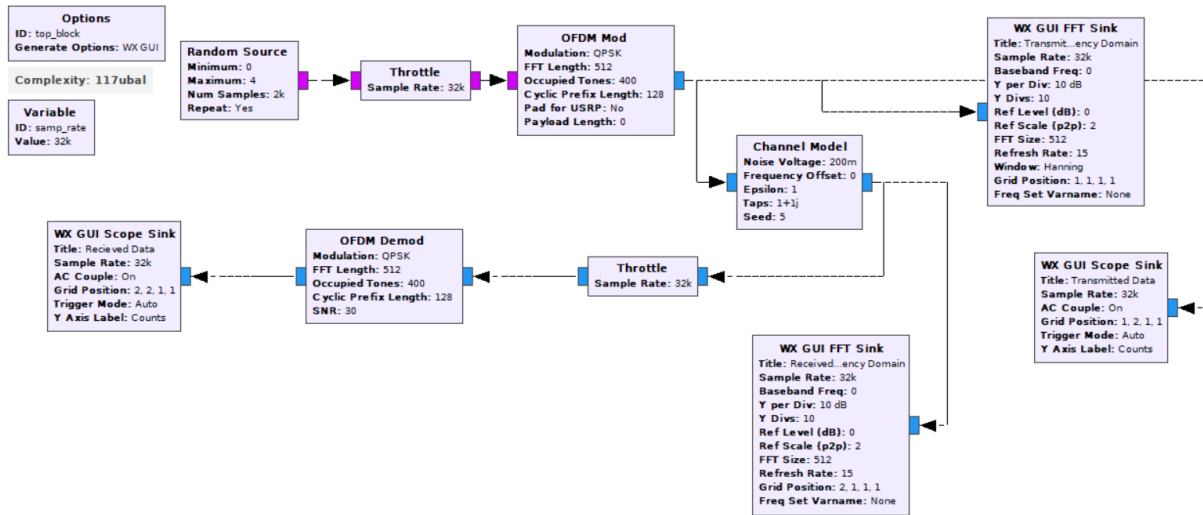 Options
ID: top_block
Generate Options: WX GUI
Complexity: 117ubal
Variable
ID: samp_rate
Value: 32k
Random Source
Minimum: 0
Maximum: 4
Num Samples: 2k
Repeat: Yes
Throttle
Sample Rate: 32k
OFDM Mod
Modulation: QPSK
FFT Length: 512
Occupied Tones: 400
Cyclic Prefix Length: 128
Pad for USRP: No
Payload Length: 0
WX GUI FFT Sink
Title: Transmit...ency Domain
Sample Rate: 32k
Baseband Freq: 0
Y per Div: 10 dB
Y Divs: 10
Ref Level (dB): 0
Ref Scale (p2p): 2
FFT Size: 512
Refresh Rate: 15
Window: Hanning
Grid Position: 1, 1, 1, 1
Freq Set Varname: None
Channel Model
Noise Voltage: 200m
Frequency Offset: 0
Epsilon: 1
Taps: 1+1j
Seed: 5
WX GUI Scope Sink
Title: Recieved Data
Sample Rate: 32k
AC Couple: On
Grid Position: 2, 2, 1, 1
Trigger Mode: Auto
Y Axis Label: Counts
OFDM Demod
Modulation: QPSK
FFT Length: 512
Occupied Tones: 400
Cyclic Prefix Length: 128
SNR: 30
Throttle
Sample Rate: 32k
WX GUI Scope Sink
Title: Transmitted Data
Sample Rate: 32k
AC Couple: On
Grid Position: 1, 2, 1, 1
Trigger Mode: Auto
Y Axis Label: Counts
WX GUI FFT Sink
Title: Received...ency Domain
Sample Rate: 32k
Baseband Freq: 0
Y per Div: 10 dB
Y Divs: 10
Ref Level (dB): 0
Ref Scale (p2p): 2
FFT Size: 512
Refresh Rate: 15
Grid Position: 2, 1, 1, 1
Freq Set Varname: None